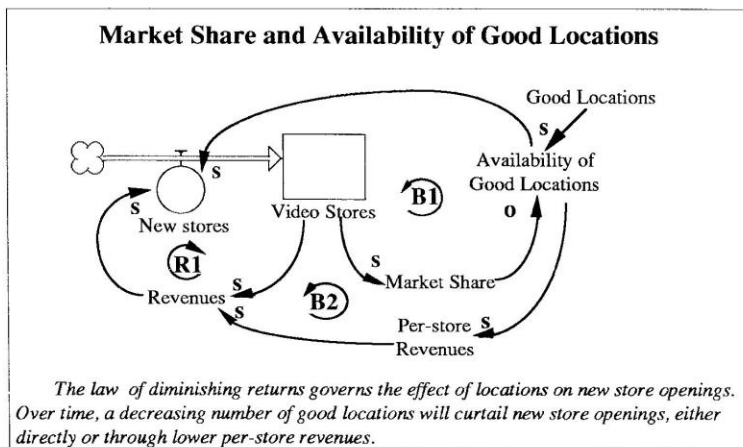 Market Share and Availability of Good Locations
Good Locations
s
Availability of
Good Locations
s
s
New stores
Video Stores
B1
o
R1
s
Market Share
Revenues
s
s
B2
Per-store
Revenues
s
The law of diminishing returns governs the effect of locations on new store openings.
Over time, a decreasing number of good locations will curtail new store openings, either
directly or through lower per-store revenues.